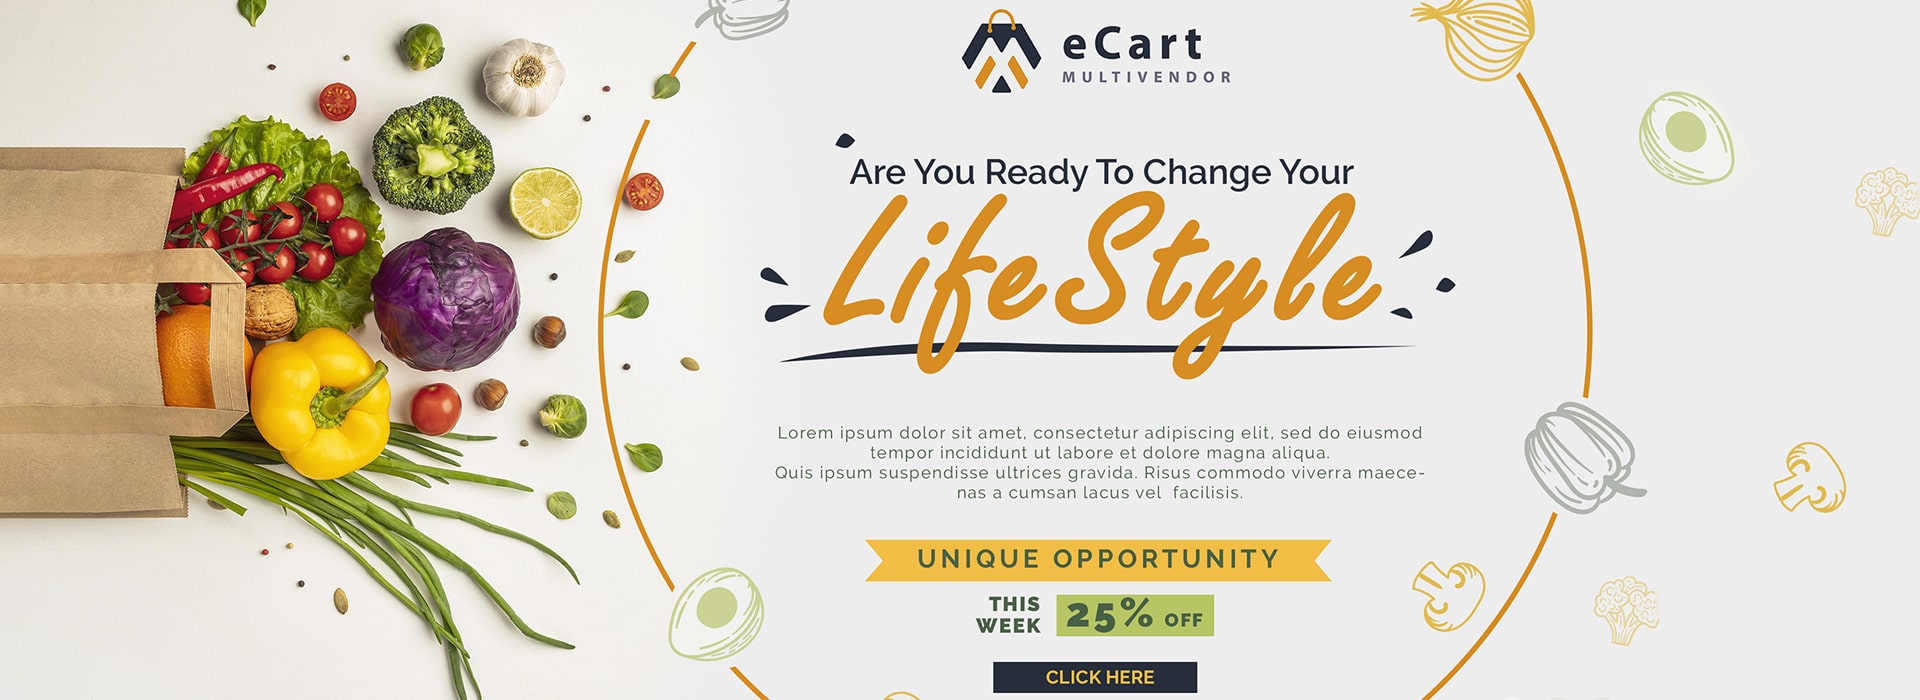 eCart
MULTIVENDOR
Are You Ready To Change Your
LifeStyle
Lorem ipsum dolor sit amet, consectetur adipiscing elit, sed do eiusmod
tempor incididunt ut labore et dolore magna aliqua.
Quis ipsum suspendisse ultrices gravida. Risus commodo viverra maece-
nas a cumsan lacus vel facilisis.
UNIQUE OPPORTUNITY
THIS
WEEK
25% OFF
CLICK HERE